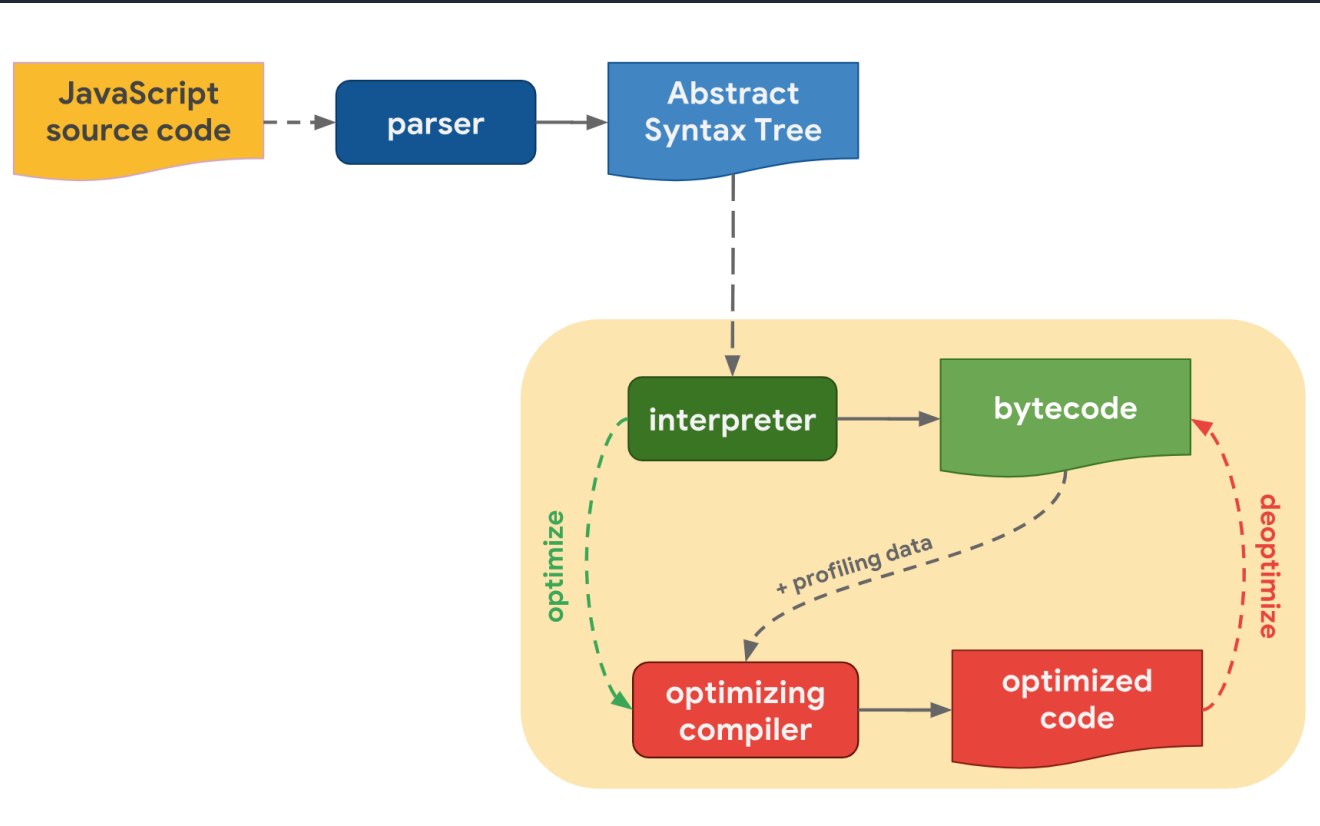 JavaScript
source code
parser
Abstract
Syntax Tree
interpreter
bytecode
optimize
+ profiling data
deoptimize
optimizing
compiler
optimized
code